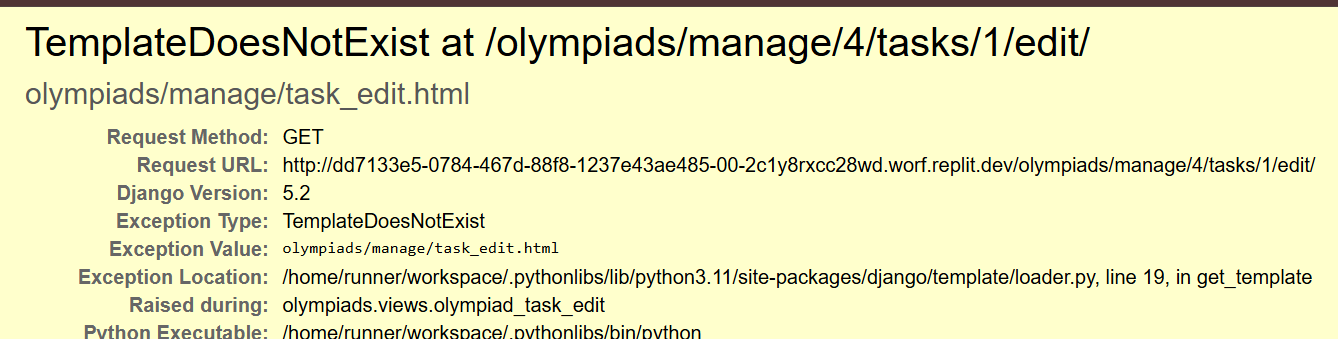 TemplateDoesNotExist at /olympiads/manage/4/tasks/1/edit/
olympiads/manage/task_edit.html
Request Method: GET
Request URL: http://dd7133e5-0784-467d-88f8-1237e43ae485-00-2c1y8rxcc28wd.worf.replit.dev/olympiads/manage/4/tasks/1/edit/
Django Version: 5.2
Exception Type: TemplateDoesNotExist
Exception Value: olympiads/manage/task_edit.html
Exception Location: /home/runner/workspace/.pythonlibs/lib/python3.11/site-packages/django/template/loader.py, line 19, in get_template
Raised during: olympiads.views.olympiad_task_edit
Python Executable: /home/runner/workspace/.pythonlibs/bin/python